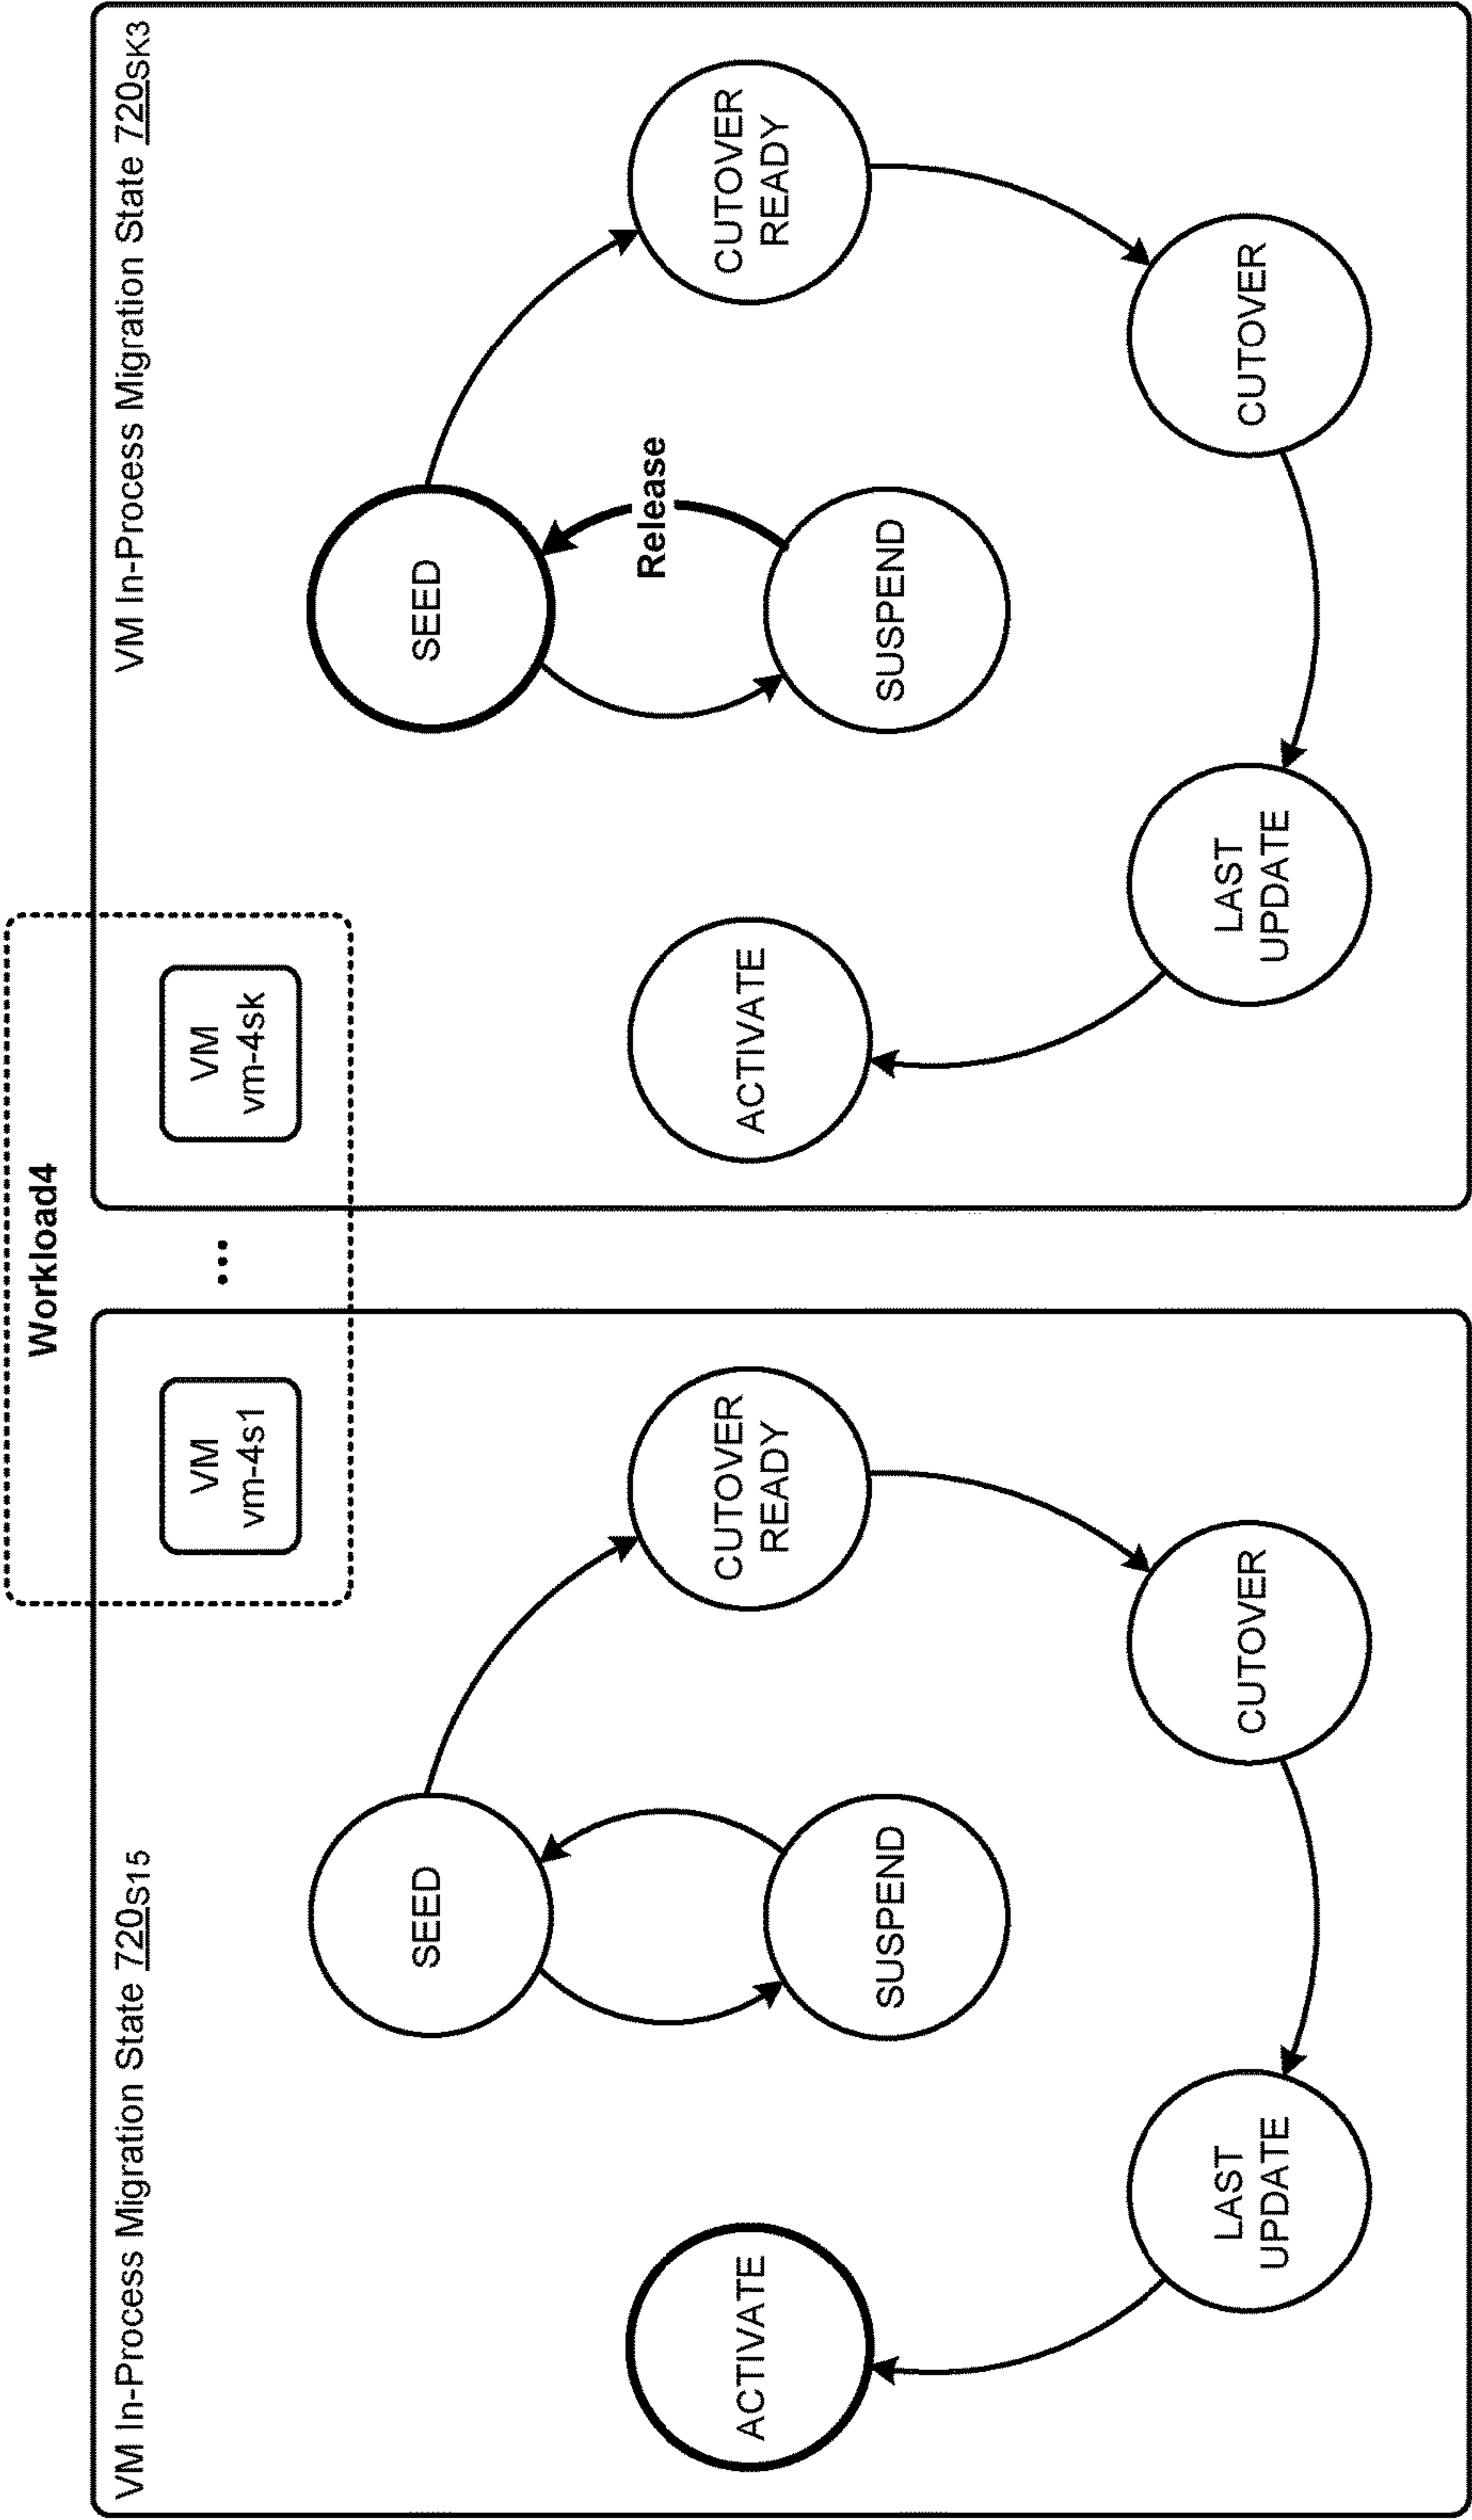 Workload4
VM In-Process Migration State 720S15
VM
vm-4s1
SEED
SUSPEND
CUTOVER
READY
CUTOVER
LAST
UPDATE
ACTIVATE
...
VM In-Process Migration State 720SK3
VM
vm-4sk
SEED
Release
SUSPEND
CUTOVER
READY
CUTOVER
LAST
UPDATE
ACTIVATE